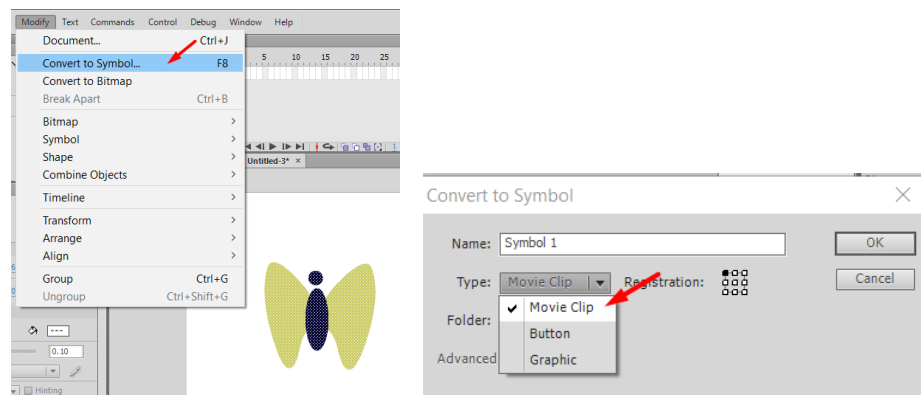 Modify Text Commands Control Debug Window Help
Document... Ctrl+J
Convert to Symbol... F8
Convert to Bitmap
Break Apart Ctrl+B
Bitmap
Symbol
Shape
Combine Objects
Timeline
Transform
Arrange
Align
Group Ctrl+G
Ungroup Ctrl+Shift+G
5 10 15 20 25
1
Untitled-3* ×
0.10
Hinting
Convert to Symbol
Name: Symbol 1 OK
Type: Movie Clip Registration: Cancel
Movie Clip
Folder:
Button
Advanced
Graphic